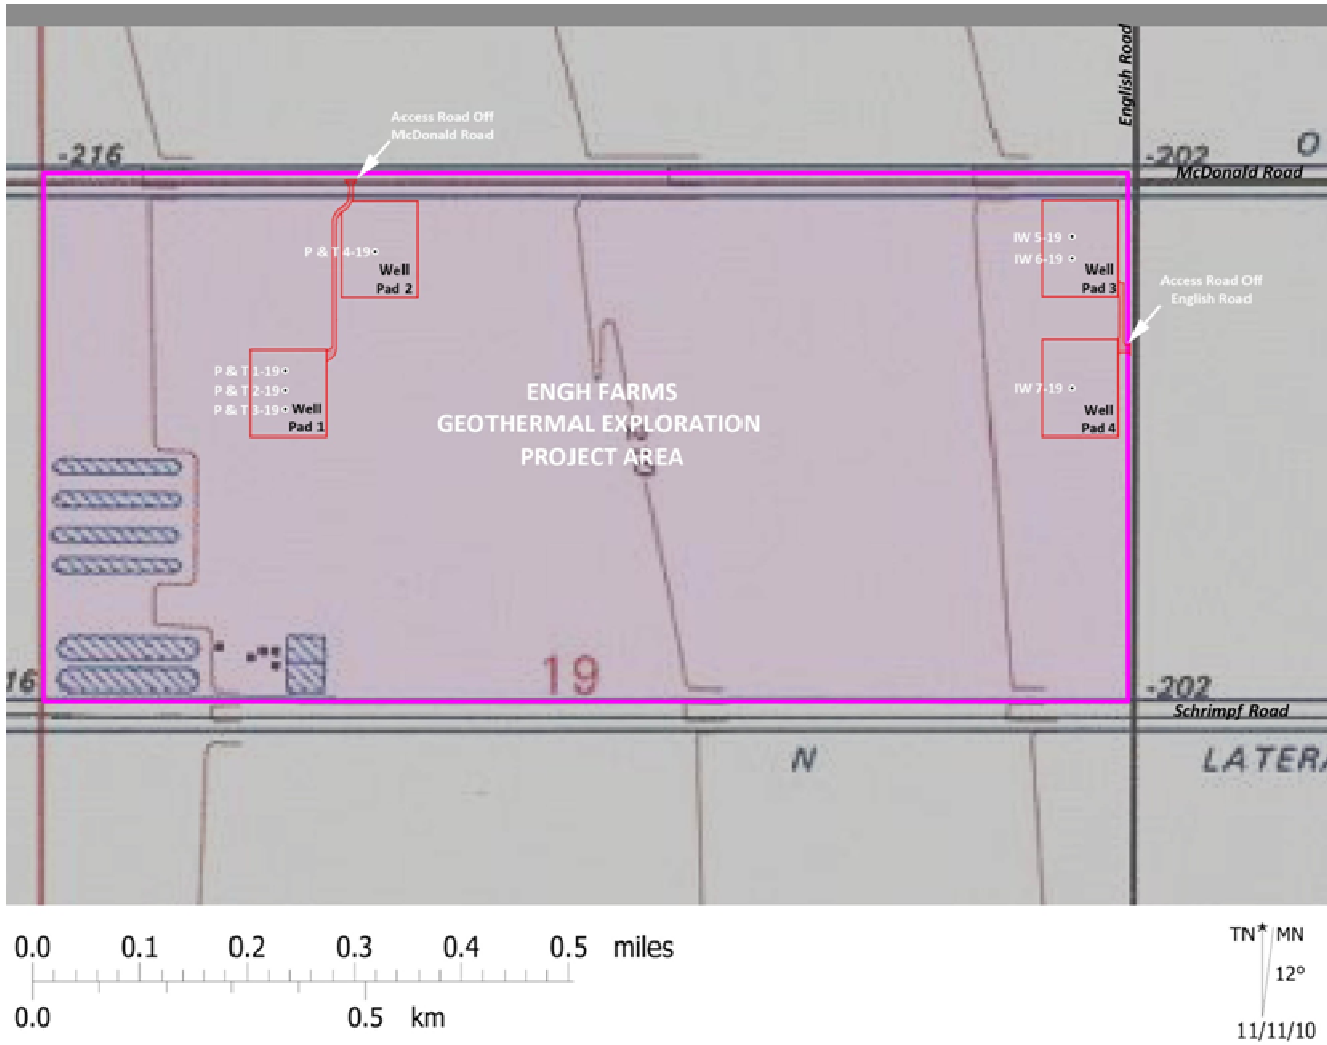 English Road
Access Road Off
McDonald Road
-216
-202
O
McDonald Road
P & T 4-19
Well
Pad 2
IW 5-19
IW 6-19
Well
Pad 3
Access Road Off
English Road
P & T 1-19
P & T 2-19
P & T 3-19
Well
Pad 1
IW 7-19
Well
Pad 4
ENGH FARMS
GEOTHERMAL EXPLORATION
PROJECT AREA
19
16
-202
Schrimpf Road
N
LATERA
0.0 0.1 0.2 0.3 0.4 0.5 miles
0.0 0.5 km
TN MN
12°
11/11/10